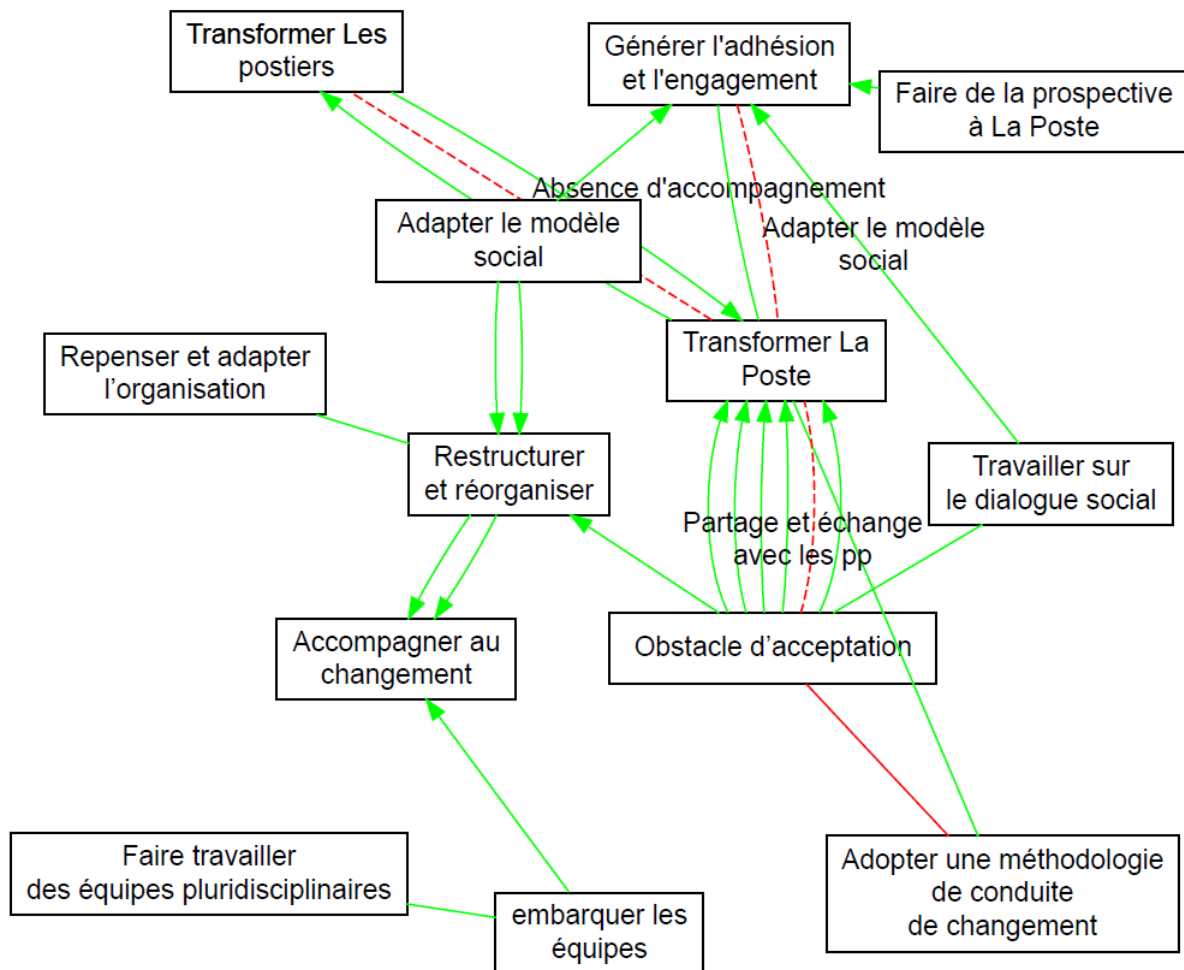 Transformer Les
postiers
Générer l'adhésion
et l'engagement
Faire de la prospective
à La Poste
Absence d'accompagnement
Adapter le modèle
social
Adapter le modèle
social
Transformer La
Poste
Repenser et adapter
l’organisation
Restructurer
et réorganiser
Travailler sur
le dialogue social
Partage et échange
avec les pp
Accompagner au
changement
Obstacle d’acceptation
Faire travailler
des équipes pluridisciplinaires
embarquer les
équipes
Adopter une méthodologie
de conduite
de changement